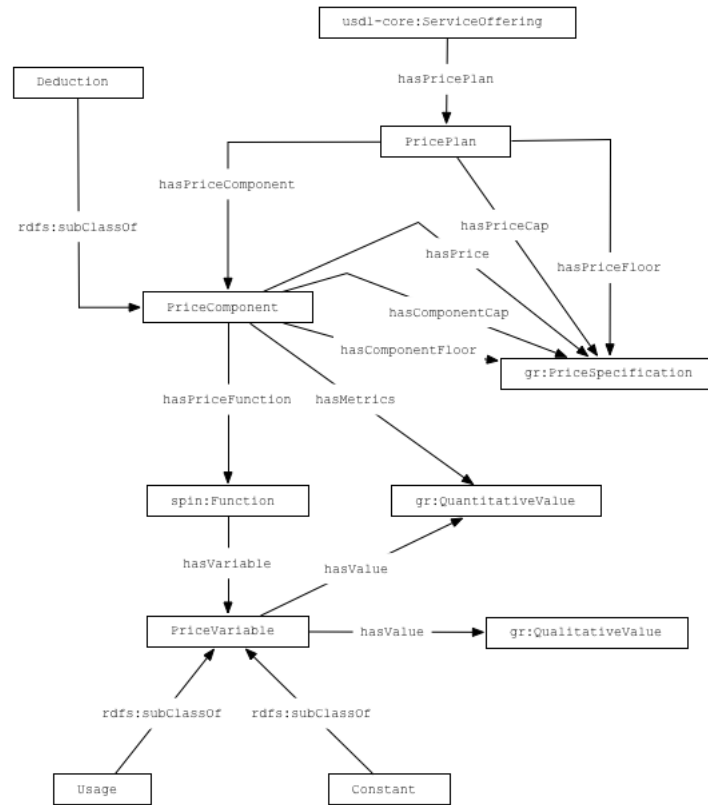 usdl-core:ServiceOffering
hasPricePlan
Deduction
PricePlan
hasPriceComponent
rdfs:subClassOf
hasPriceCap
hasPrice
hasPriceFloor
PriceComponent
hasComponentCap
hasComponentFloor
gr:PriceSpecification
hasPriceFunction
hasMetrics
spin:Function
gr:QuantitativeValue
hasVariable
hasValue
PriceVariable
hasValue
gr:QualitativeValue
rdfs:subClassOf
rdfs:subClassOf
Usage
Constant